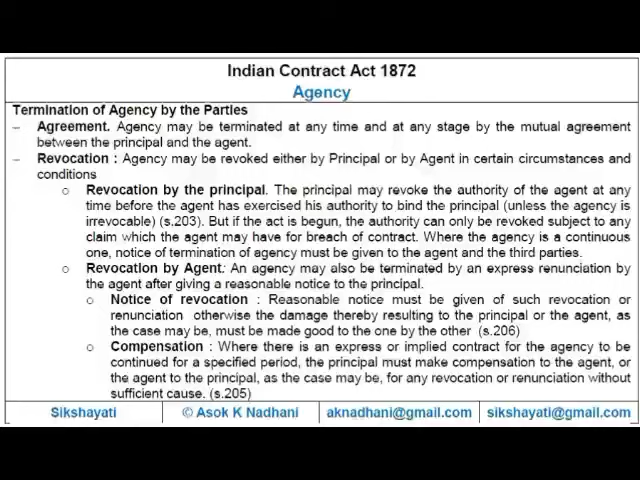 Indian Contract Act 1872
Agency
Termination of Agency by the Parties
– Agreement. Agency may be terminated at any time and at any stage by the mutual agreement
between the principal and the agent.
– Revocation : Agency may be revoked either by Principal or by Agent in certain circumstances and
conditions
o Revocation by the principal. The principal may revoke the authority of the agent at any
time before the agent has exercised his authority to bind the principal (unless the agency is
irrevocable) (s.203). But if the act is begun, the authority can only be revoked subject to any
claim which the agent may have for breach of contract. Where the agency is a continuous
one, notice of termination of agency must be given to the agent and the third parties.
o Revocation by Agent: An agency may also be terminated by an express renunciation by
the agent after giving a reasonable notice to the principal.
o Notice of revocation : Reasonable notice must be given of such revocation or
renunciation otherwise the damage thereby resulting to the principal or the agent, as
the case may be, must be made good to the one by the other (s.206)
o Compensation : Where there is an express or implied contract for the agency to be
continued for a specified period, the principal must make compensation to the agent, or
the agent to the principal, as the case may be, for any revocation or renunciation without
sufficient cause. (s.205)
Sikshayati © Asok K Nadhani aknadhani@gmail.com sikshayati@gmail.com